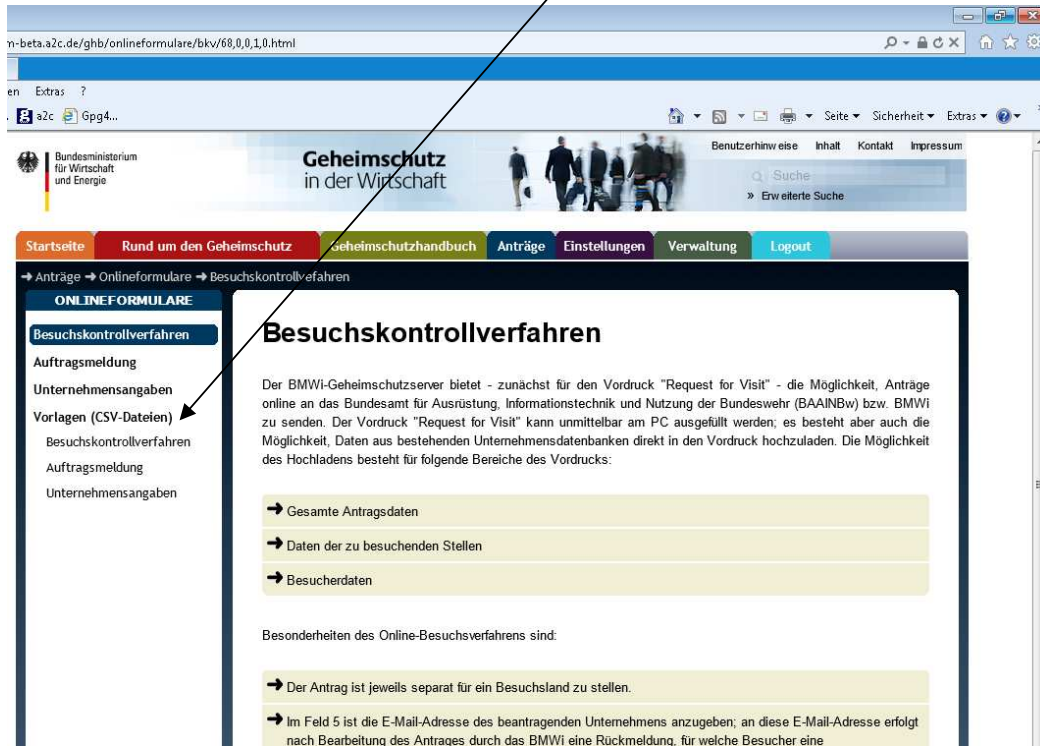 m-beta.a2c.de/ghb/onlineformulare/bkv/68,0,0,1,0.html
en Extras ?
a2c Gpg4...
Seite Sicherheit Extras
Bundesministerium
für Wirtschaft
und Energie
Geheimschutz
in der Wirtschaft
Benutzerhinweise Inhalt Kontakt Impressum
Suche
» Erweiterte Suche
Startseite Rund um den Geheimschutz Geheimschutzhandbuch Anträge Einstellungen Verwaltung Logout
➔ Anträge ➔ Onlineformulare ➔ Besuchskontrollvefahren
ONLINEFORMULARE
Besuchskontrollverfahren
Auftragsmeldung
Unternehmensangaben
Vorlagen (CSV-Dateien)
Besuchskontrollverfahren
Auftragsmeldung
Unternehmensangaben
Besuchskontrollverfahren
Der BMWi-Geheimschutzserver bietet - zunächst für den Vordruck "Request for Visit" - die Möglichkeit, Anträge
online an das Bundesamt für Ausrüstung, Informationstechnik und Nutzung der Bundeswehr (BAAINBw) bzw. BMWi
zu senden. Der Vordruck "Request for Visit" kann unmittelbar am PC ausgefüllt werden; es besteht aber auch die
Möglichkeit, Daten aus bestehenden Unternehmensdatenbanken direkt in den Vordruck hochzuladen. Die Möglichkeit
des Hochladens besteht für folgende Bereiche des Vordrucks:
➔ Gesamte Antragsdaten
➔ Daten der zu besuchenden Stellen
➔ Besucherdaten
Besonderheiten des Online-Besuchsverfahrens sind:
➔ Der Antrag ist jeweils separat für ein Besuchsland zu stellen.
➔ Im Feld 5 ist die E-Mail-Adresse des beantragenden Unternehmens anzugeben; an diese E-Mail-Adresse erfolgt
nach Bearbeitung des Antrages durch das BMWi eine Rückmeldung, für welche Besucher eine